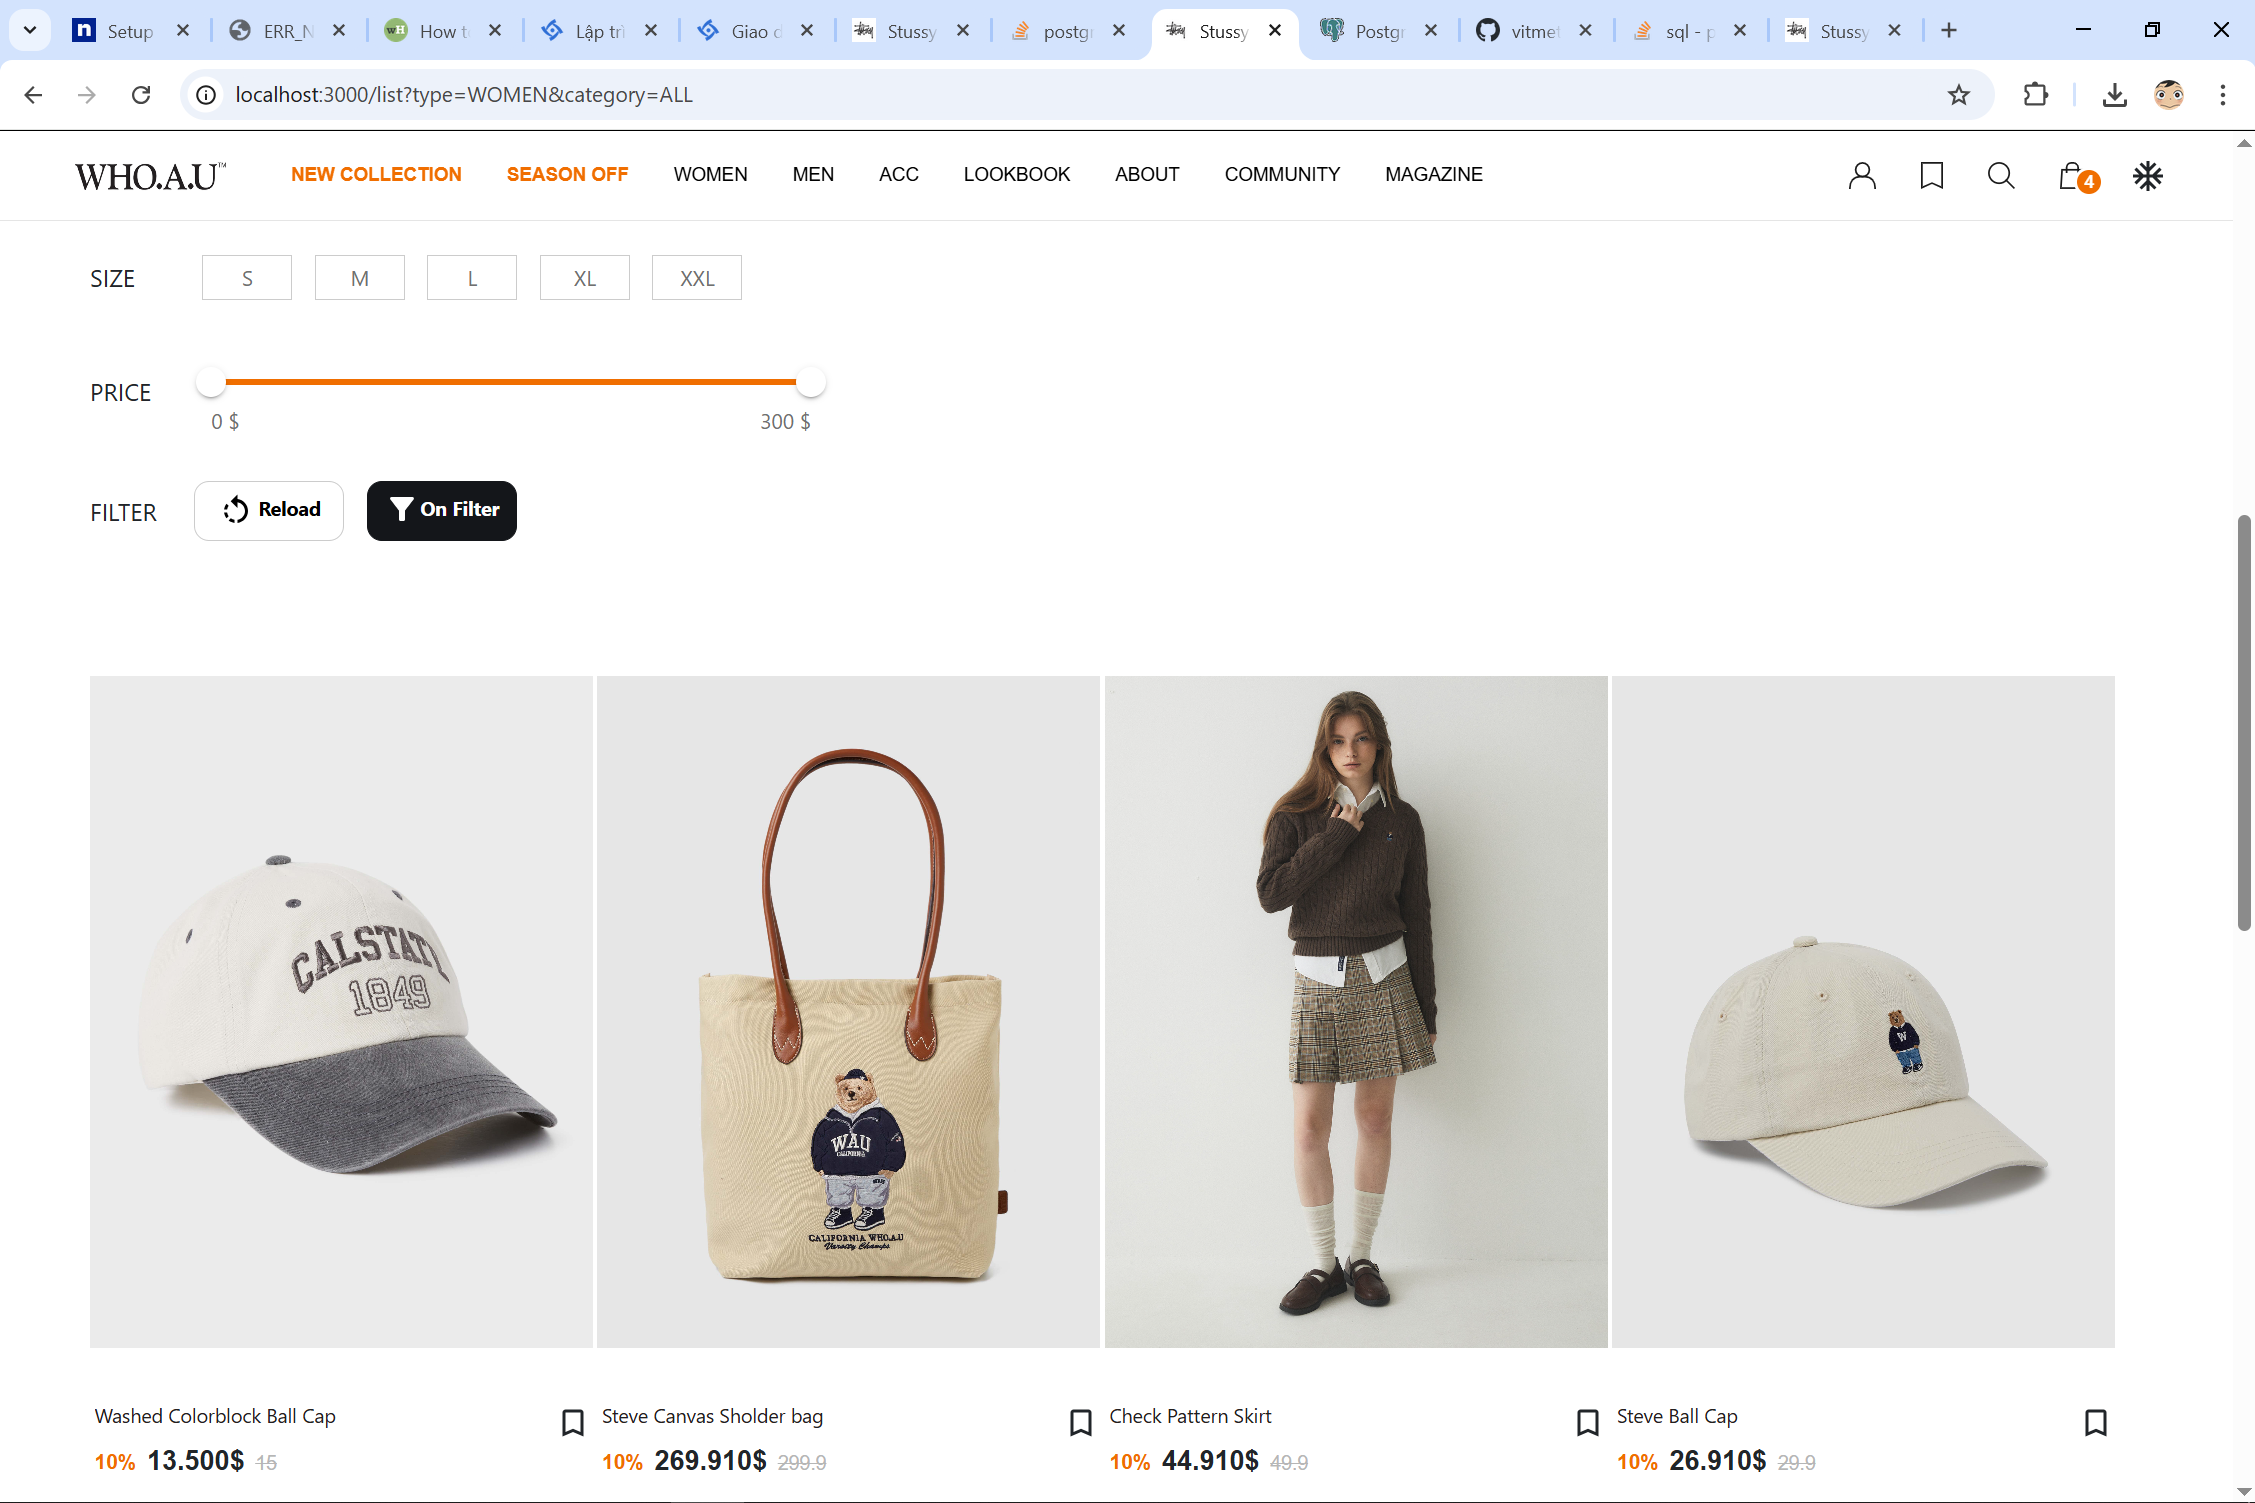 Setup
ERR_N
How t
Lập trì
Giao d
Stussy
postgr
Stussy
Postgr
vitmet
sql - p
Stussy
localhost:3000/list?type=WOMEN&category=ALL
WHO.A.U™ NEW COLLECTION SEASON OFF WOMEN MEN ACC LOOKBOOK ABOUT COMMUNITY MAGAZINE 4
SIZE S M L XL XXL
PRICE
0 $ 300 $
FILTER Reload On Filter
CALSTATE
1849
WAU
CALIFORNIA
CALIFORNIA WHO.A.U
Varsity Champs
W
Washed Colorblock Ball Cap
10% 13.500$ 15
Steve Canvas Sholder bag
10% 269.910$ 299.9
Check Pattern Skirt
10% 44.910$ 49.9
Steve Ball Cap
10% 26.910$ 29.9